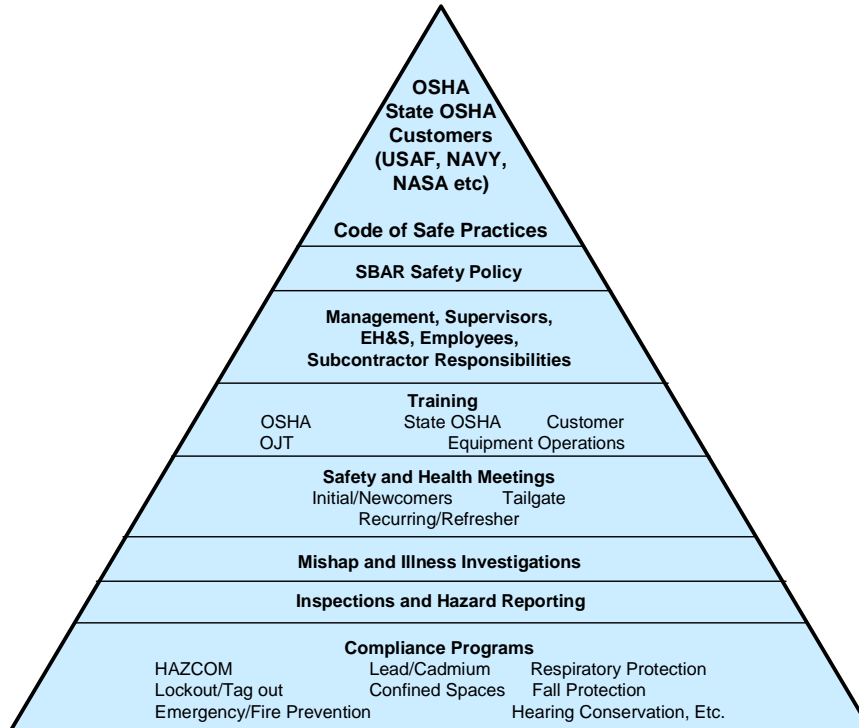 OSHA
State OSHA
Customers
(USAF, NAVY,
NASA etc)
Code of Safe Practices
SBAR Safety Policy
Management, Supervisors,
EH&S, Employees,
Subcontractor Responsibilities
Training
OSHA State OSHA Customer
OJT Equipment Operations
Safety and Health Meetings
Initial/Newcomers Tailgate
Recurring/Refresher
Mishap and Illness Investigations
Inspections and Hazard Reporting
Compliance Programs
HAZCOM Lead/Cadmium Respiratory Protection
Lockout/Tag out Confined Spaces Fall Protection
Emergency/Fire Prevention Hearing Conservation, Etc.